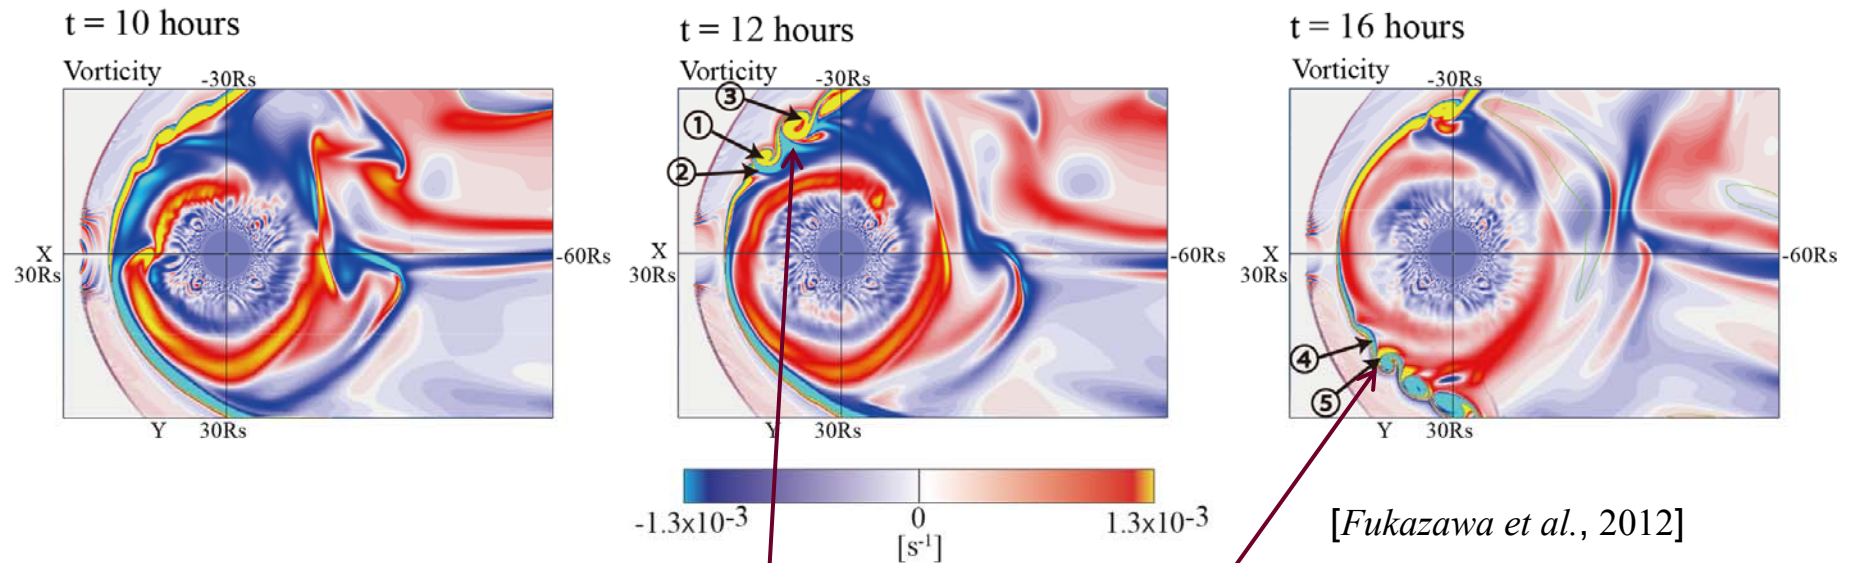 t = 10 hours
Vorticity
-30Rs
X
30Rs
-60Rs
Y 30Rs
t = 12 hours
Vorticity
-30Rs
③
①
②
X
30Rs
-60Rs
Y 30Rs
t = 16 hours
Vorticity
-30Rs
X
30Rs
-60Rs
④
⑤
Y 30Rs
-1.3x10-3 0 1.3x10-3
[s-1]
[Fukazawa et al., 2012]